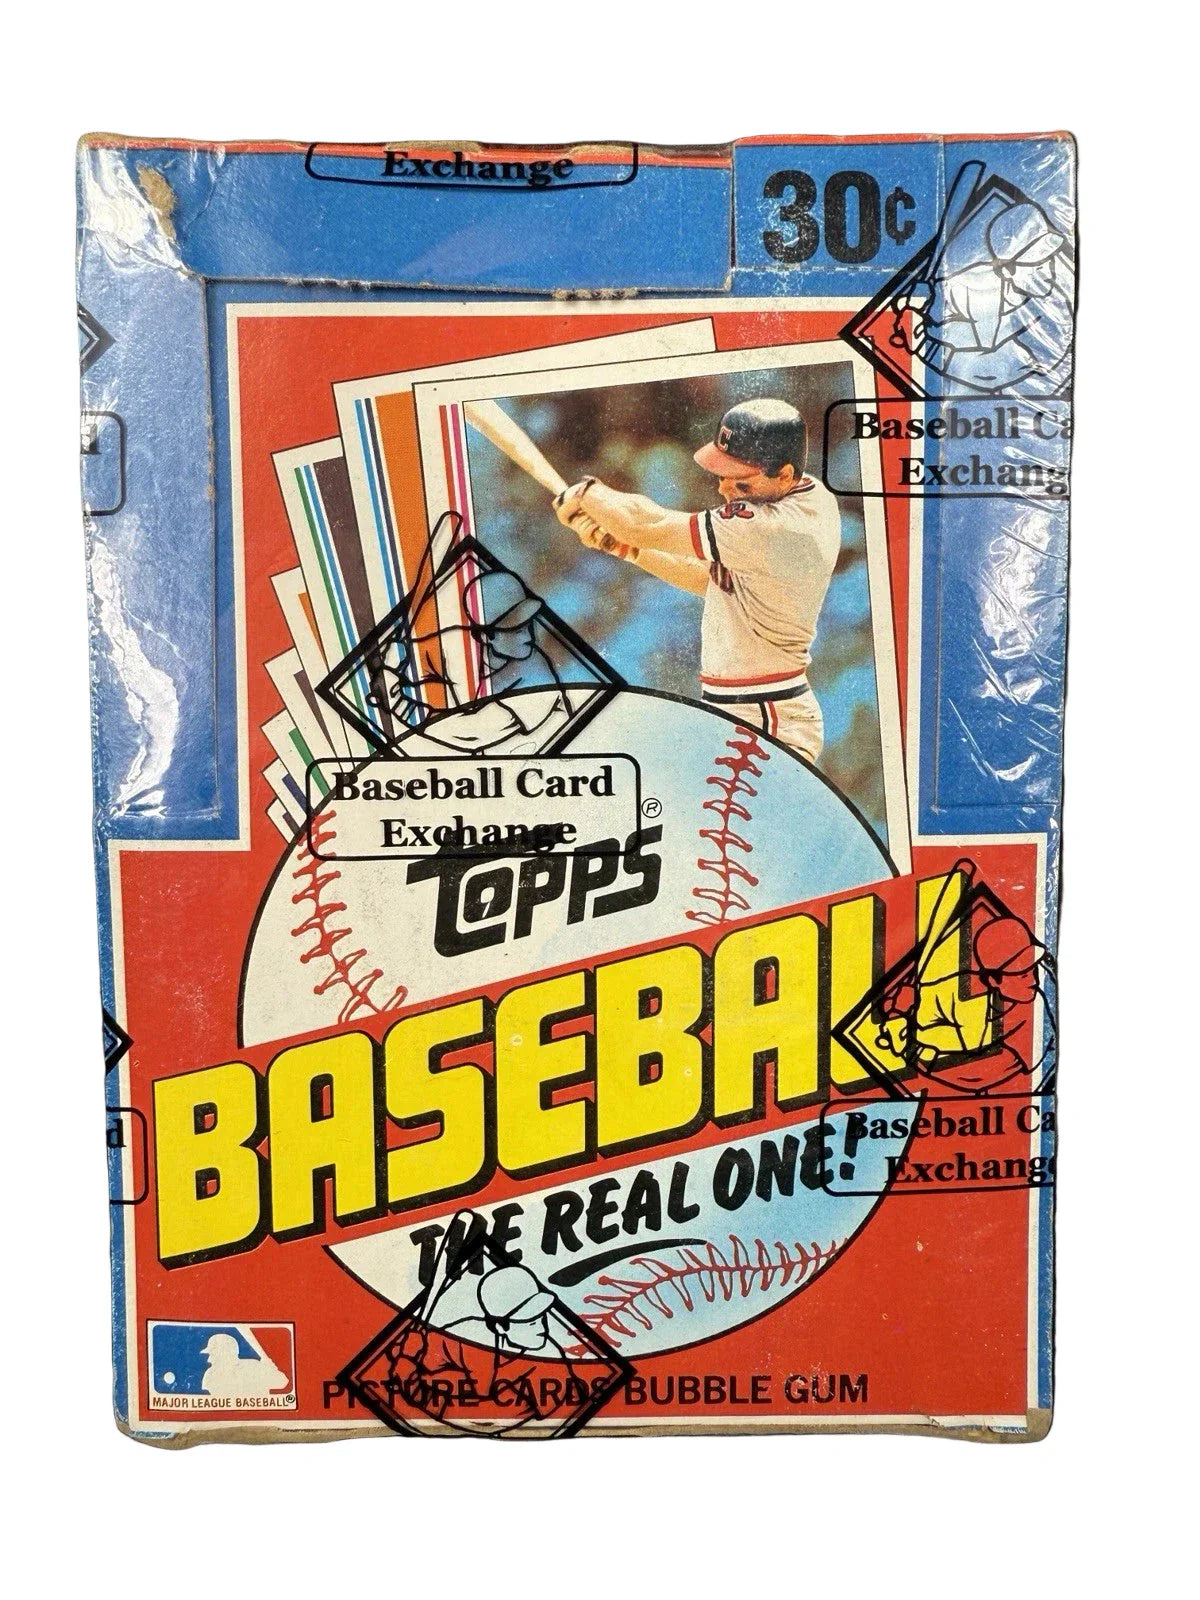 Exchange
30¢
Baseball Ca
Exchang
d
Baseball Card
Exchange
TOPPS®
BASEBALL
THE REAL ONE!
Baseball Ca
Exchang
d
MAJOR LEAGUE BASEBALL®
PICTURE CARDS BUBBLE GUM